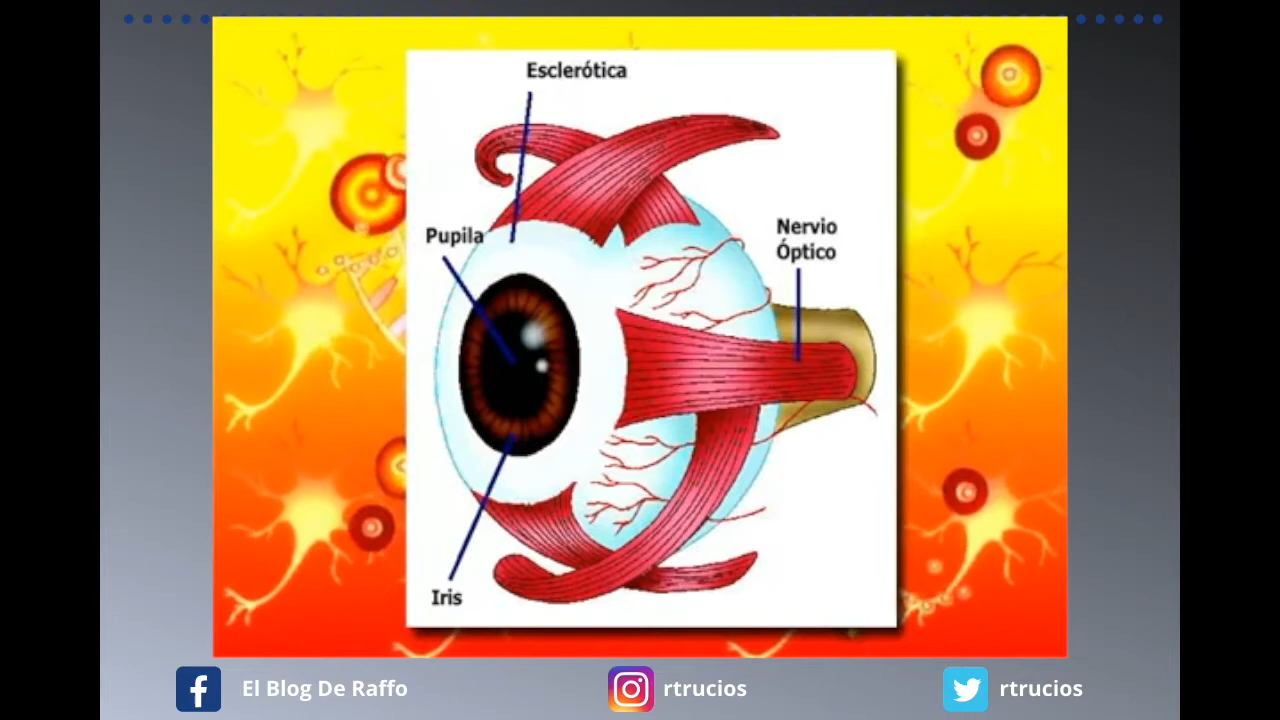 Esclerótica
Pupila
Nervio
Óptico
Iris
El Blog De Raffo
rtrucios
rtrucios